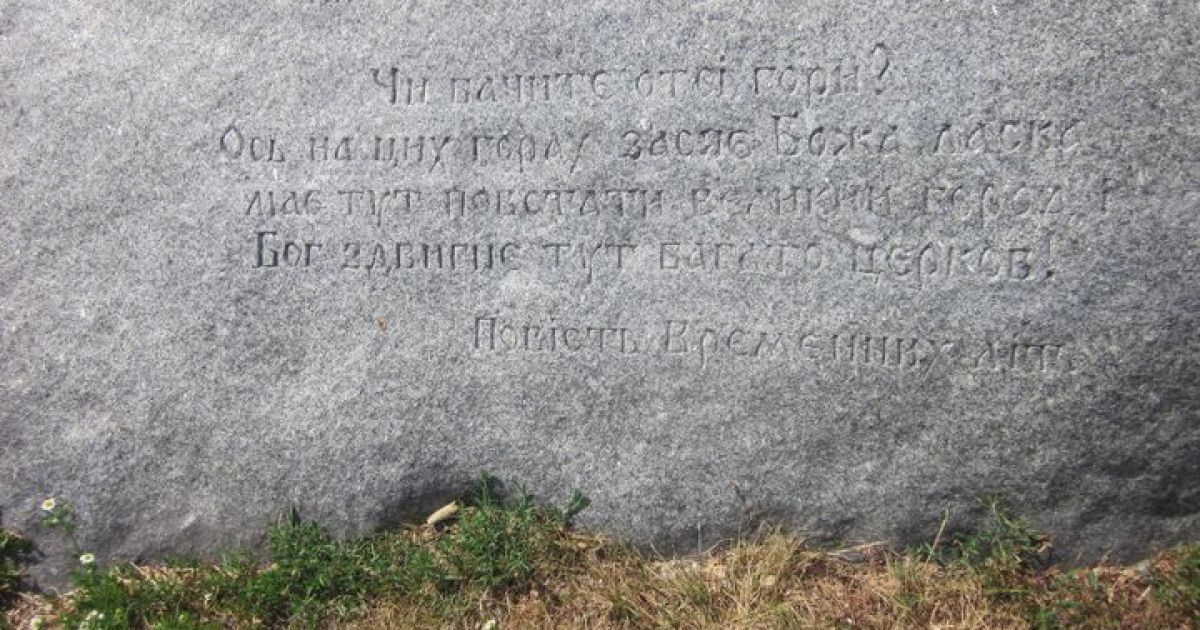 Чи бачите отсі гори?
Ось на цих горах засяє Божа ласка,
має тут повстати великий город, і
Бог здвигне тут багато церков!
Повість Временних літ.